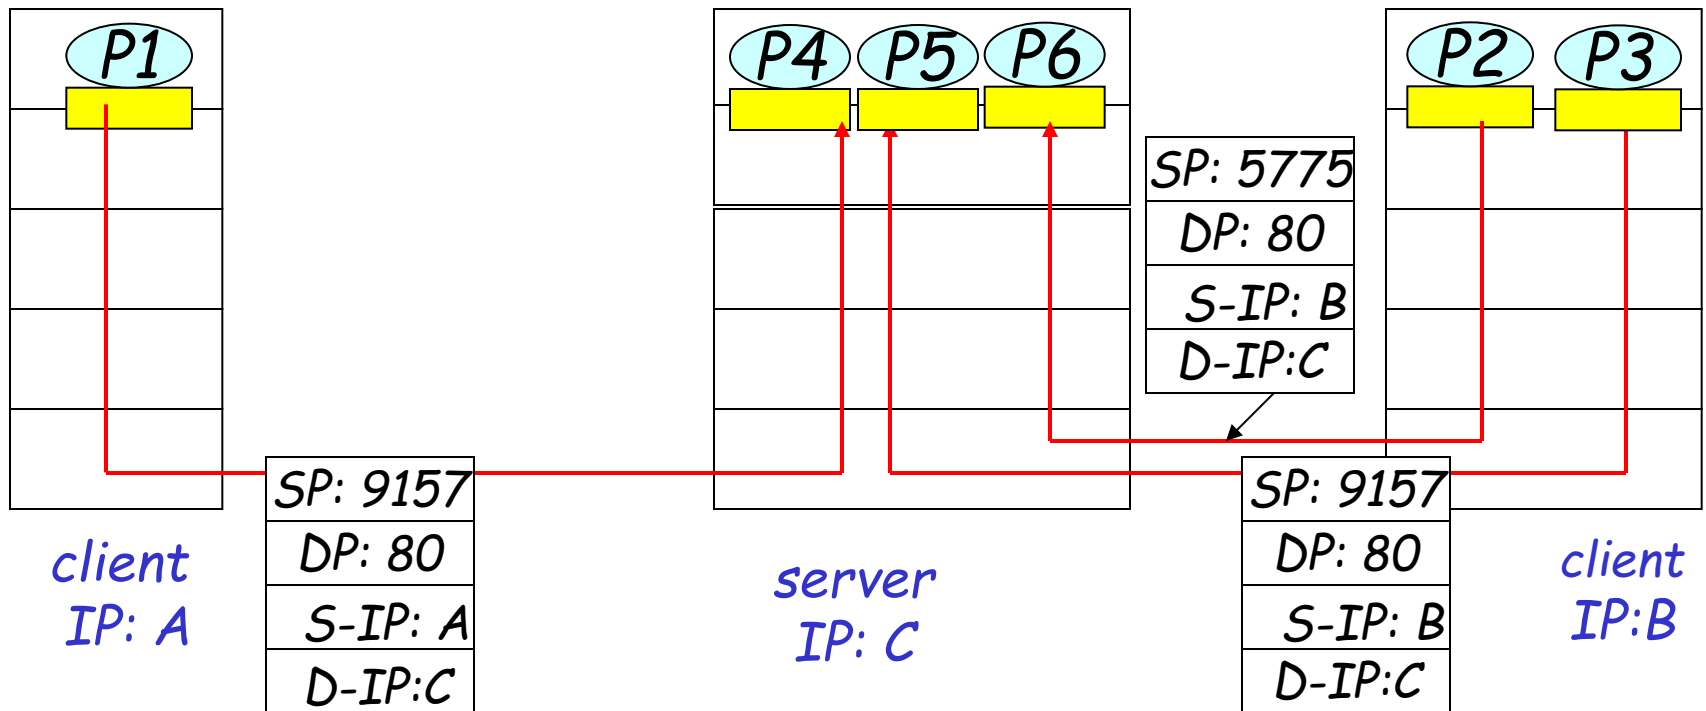 P1
P4 P5 P6
P2 P3
SP: 5775
DP: 80
S-IP: B
D-IP:C
SP: 9157
DP: 80
S-IP: A
D-IP:C
SP: 9157
DP: 80
S-IP: B
D-IP:C
client
IP: A
server
IP: C
client
IP:B